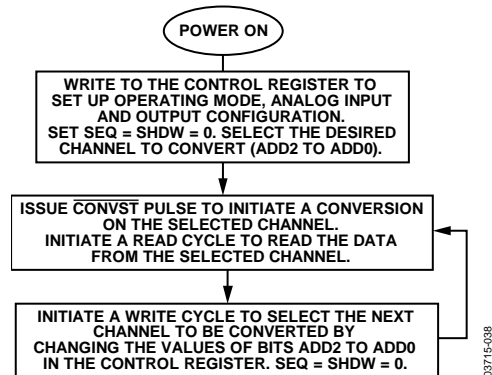 POWER ON
WRITE TO THE CONTROL REGISTER TO
SET UP OPERATING MODE, ANALOG INPUT
AND OUTPUT CONFIGURATION.
SET SEQ = SHDW = 0. SELECT THE DESIRED
CHANNEL TO CONVERT (ADD2 TO ADD0).
ISSUE CONVST PULSE TO INITIATE A CONVERSION
ON THE SELECTED CHANNEL.
INITIATE A READ CYCLE TO READ THE DATA
FROM THE SELECTED CHANNEL.
INITIATE A WRITE CYCLE TO SELECT THE NEXT
CHANNEL TO BE CONVERTED BY
CHANGING THE VALUES OF BITS ADD2 TO ADD0
IN THE CONTROL REGISTER. SEQ = SHDW = 0.
03715-038